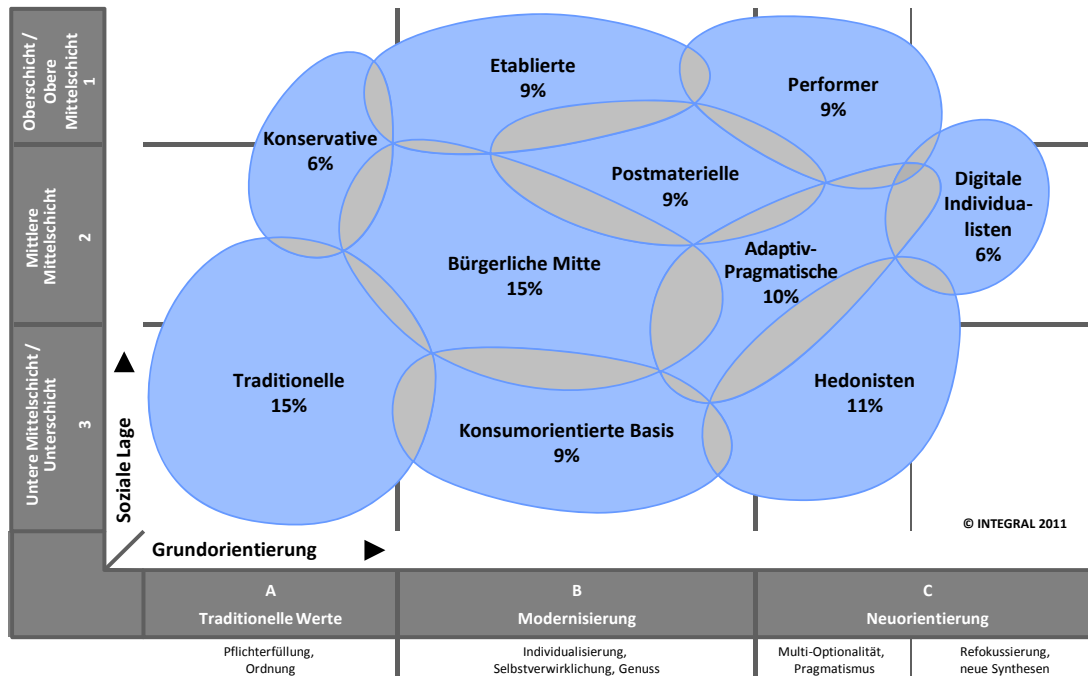 Oberschicht /
Obere
Mittelschicht
1
Mittlere
Mittelschicht
2
Untere Mittelschicht /
Unterschicht
3
Soziale Lage
Etablierte
9%
Performer
9%
Konservative
6%
Postmaterielle
9%
Digitale
Individua-
listen
6%
Bürgerliche Mitte
15%
Adaptiv-
Pragmatische
10%
Traditionelle
15%
Hedonisten
11%
Konsumorientierte Basis
9%
© INTEGRAL 2011
Grundorientierung
A
Traditionelle Werte
B
Modernisierung
C
Neuorientierung
Pflichterfüllung,
Ordnung
Individualisierung,
Selbstverwirklichung, Genuss
Multi-Optionalität,
Pragmatismus
Refokussierung,
neue Synthesen